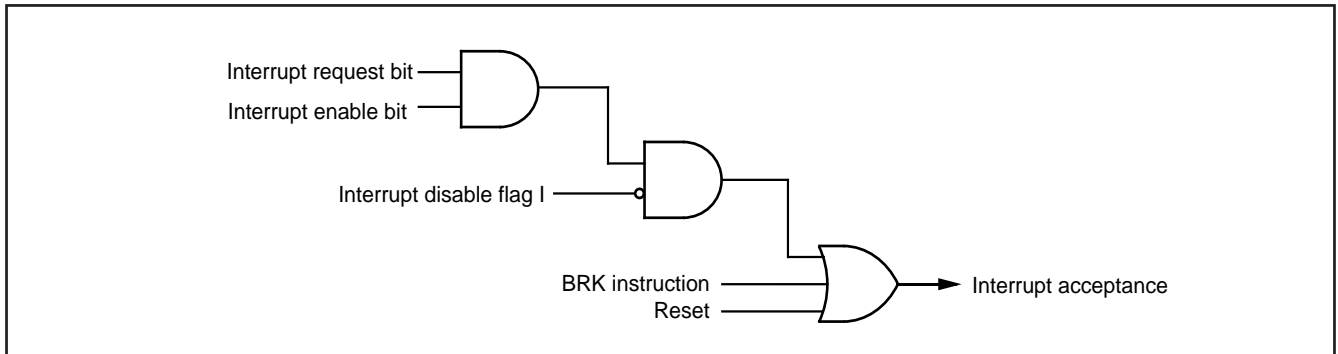 Interrupt request bit
Interrupt enable bit
Interrupt disable flag I
BRK instruction
Reset
Interrupt acceptance